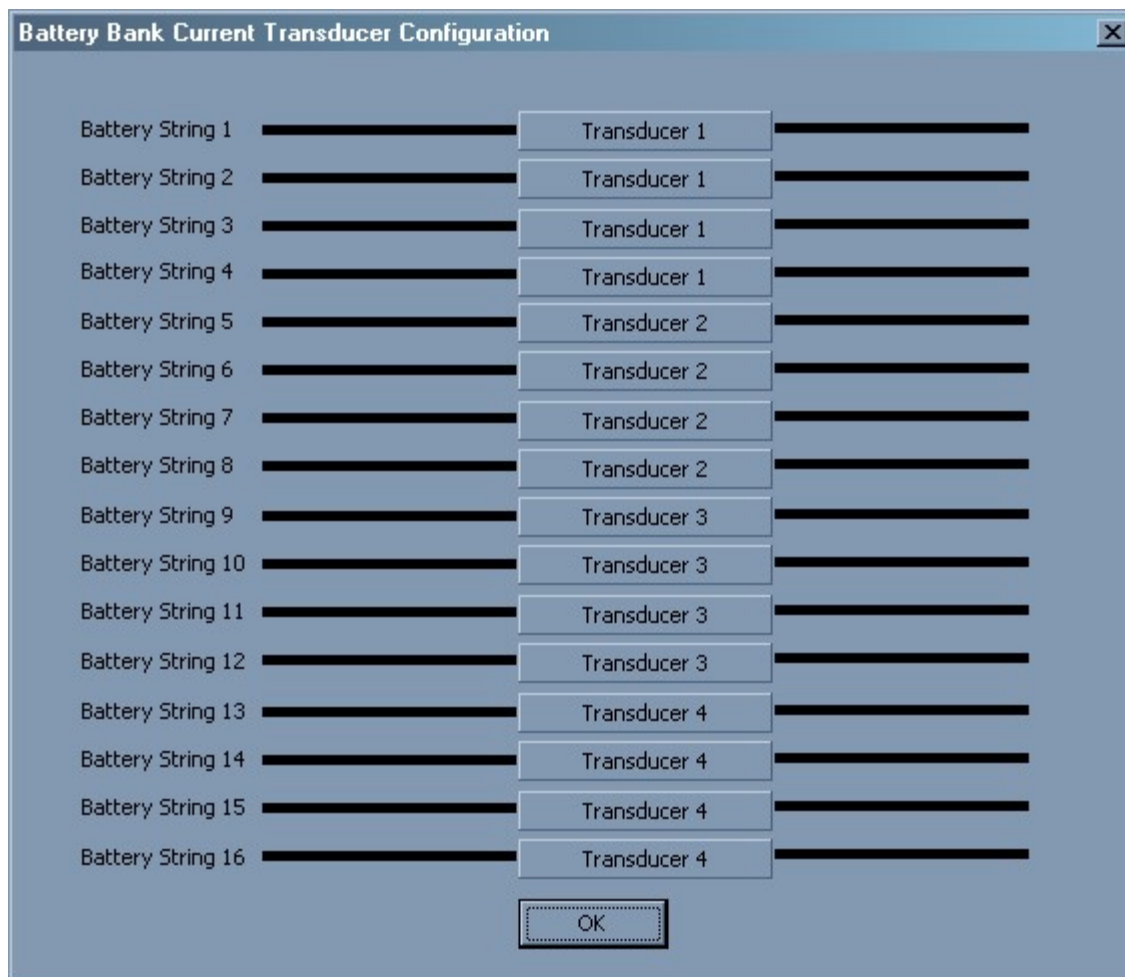 Battery Bank Current Transducer Configuration
Battery String 1 Transducer 1
Battery String 2 Transducer 1
Battery String 3 Transducer 1
Battery String 4 Transducer 1
Battery String 5 Transducer 2
Battery String 6 Transducer 2
Battery String 7 Transducer 2
Battery String 8 Transducer 2
Battery String 9 Transducer 3
Battery String 10 Transducer 3
Battery String 11 Transducer 3
Battery String 12 Transducer 3
Battery String 13 Transducer 4
Battery String 14 Transducer 4
Battery String 15 Transducer 4
Battery String 16 Transducer 4
OK